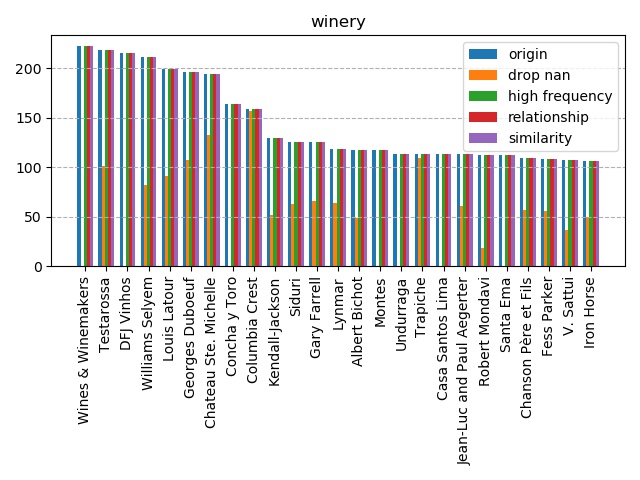 winery
origin
drop nan
high frequency
relationship
similarity
200
150
100
50
0
Wines & Winemakers
Testarossa
DFJ Vinhos
Williams Selyem
Louis Latour
Georges Duboeuf
Chateau Ste. Michelle
Concha y Toro
Columbia Crest
Kendall-Jackson
Siduri
Gary Farrell
Lynmar
Albert Bichot
Montes
Undurraga
Trapiche
Casa Santos Lima
Jean-Luc and Paul Aegerter
Robert Mondavi
Santa Ema
Chanson Père et Fils
Fess Parker
V. Sattui
Iron Horse